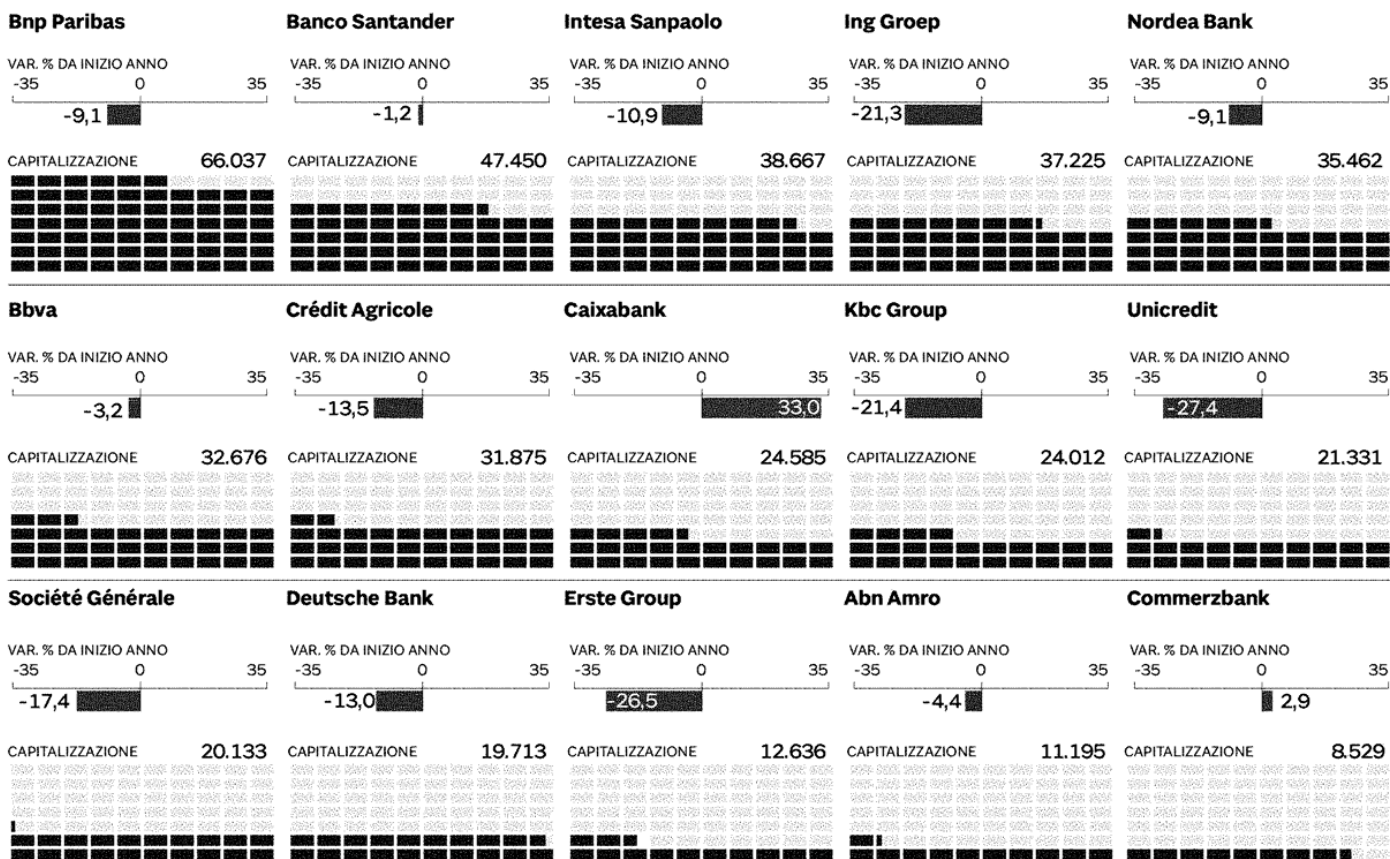 Bnp Paribas Banco Santander Intesa Sanpaolo Ing Groep Nordea Bank
VAR. % DA INIZIO ANNO VAR. % DA INIZIO ANNO VAR. % DA INIZIO ANNO VAR. % DA INIZIO ANNO VAR. % DA INIZIO ANNO
-35 0 35 -35 0 35 -35 0 35 -35 0 35 -35 0 35
-9,1 -1,2 -10,9 -21,3 -9,1
CAPITALIZZAZIONE 66.037 CAPITALIZZAZIONE 47.450 CAPITALIZZAZIONE 38.667 CAPITALIZZAZIONE 37.225 CAPITALIZZAZIONE 35.462
Bbva Crédit Agricole Caixabank Kbc Group Unicredit
VAR. % DA INIZIO ANNO VAR. % DA INIZIO ANNO VAR. % DA INIZIO ANNO VAR. % DA INIZIO ANNO VAR. % DA INIZIO ANNO
-35 0 35 -35 0 35 -35 0 35 -35 0 35 -35 0 35
-3,2 -13,5 33,0 -21,4 -27,4
CAPITALIZZAZIONE 32.676 CAPITALIZZAZIONE 31.875 CAPITALIZZAZIONE 24.585 CAPITALIZZAZIONE 24.012 CAPITALIZZAZIONE 21.331
Société Générale Deutsche Bank Erste Group Abn Amro Commerzbank
VAR. % DA INIZIO ANNO VAR. % DA INIZIO ANNO VAR. % DA INIZIO ANNO VAR. % DA INIZIO ANNO VAR. % DA INIZIO ANNO
-35 0 35 -35 0 35 -35 0 35 -35 0 35 -35 0 35
-17,4 -13,0 -26,5 -4,4 2,9
CAPITALIZZAZIONE 20.133 CAPITALIZZAZIONE 19.713 CAPITALIZZAZIONE 12.636 CAPITALIZZAZIONE 11.195 CAPITALIZZAZIONE 8.529